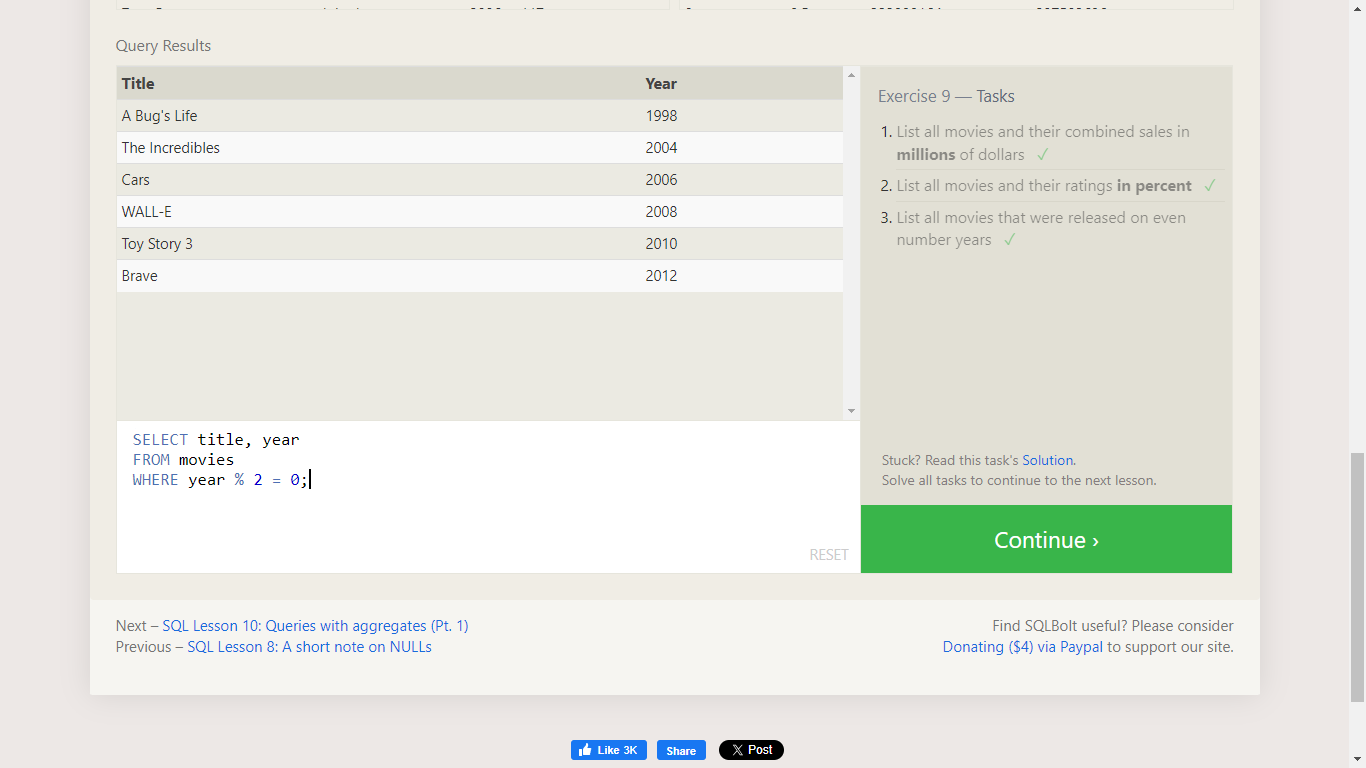 Query Results
Title Year
A Bug's Life 1998
The Incredibles 2004
Cars 2006
WALL-E 2008
Toy Story 3 2010
Brave 2012
SELECT title, year
FROM movies
WHERE year % 2 = 0;
RESET
Exercise 9 — Tasks
1. List all movies and their combined sales in
millions of dollars ✓
2. List all movies and their ratings in percent ✓
3. List all movies that were released on even
number years ✓
Stuck? Read this task's Solution.
Solve all tasks to continue to the next lesson.
Continue ›
Next – SQL Lesson 10: Queries with aggregates (Pt. 1)
Previous – SQL Lesson 8: A short note on NULLs
Find SQLBolt useful? Please consider
Donating ($4) via Paypal to support our site.
Like 3K
Share
X Post